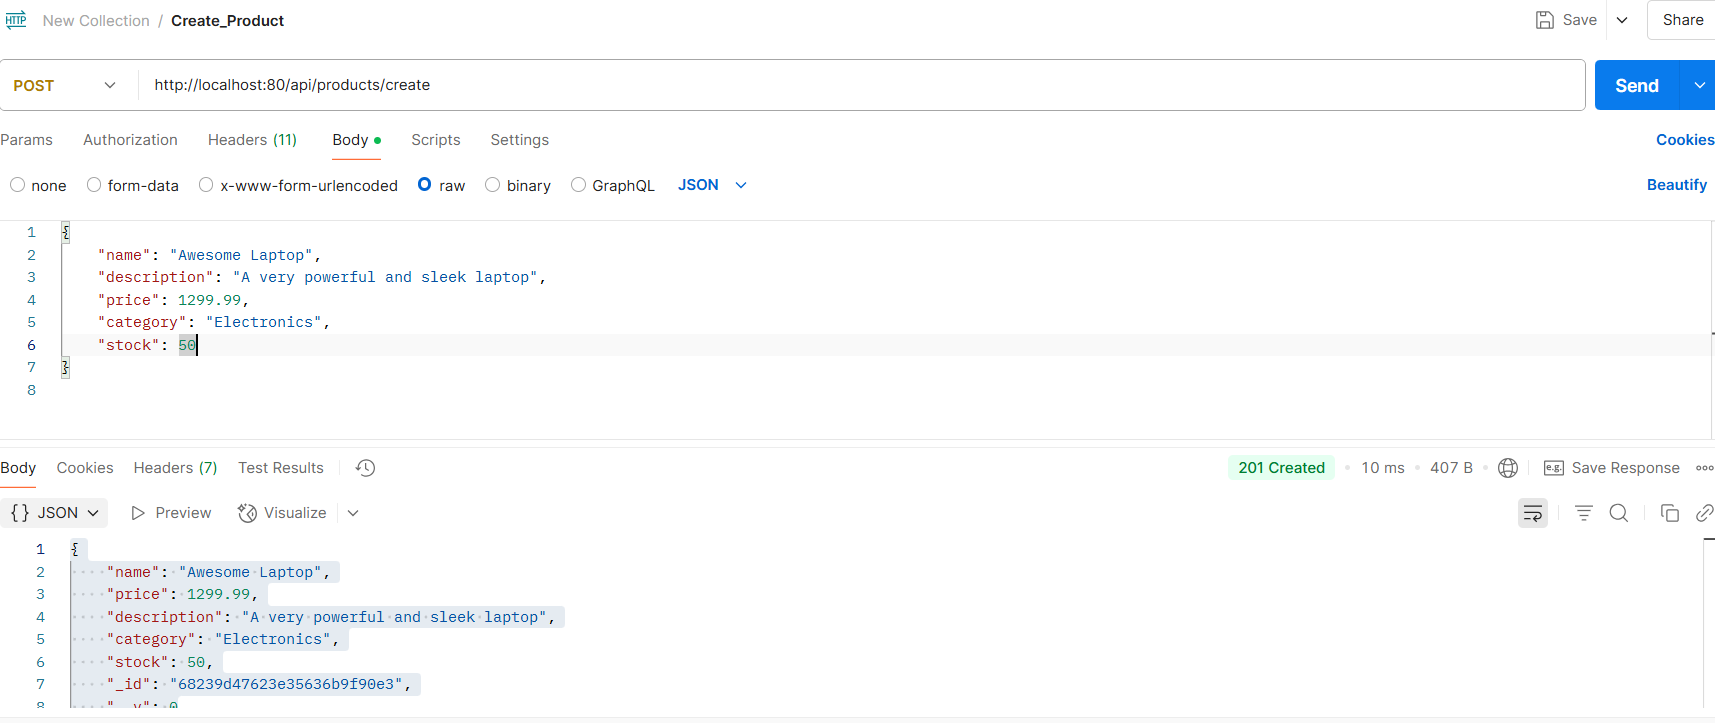 HTTP New Collection / Create_Product Save Share
POST http://localhost:80/api/products/create Send
Params Authorization Headers (11) Body Scripts Settings Cookies
none form-data x-www-form-urlencoded raw binary GraphQL JSON Beautify
1 {
2 "name": "Awesome Laptop",
3 "description": "A very powerful and sleek laptop",
4 "price": 1299.99,
5 "category": "Electronics",
6 "stock": 50
7 }
8
Body Cookies Headers (7) Test Results 201 Created • 10 ms • 407 B • e.g. Save Response
{} JSON Preview Visualize
1 {
2 "name": "Awesome Laptop",
3 "price": 1299.99,
4 "description": "A very powerful and sleek laptop",
5 "category": "Electronics",
6 "stock": 50,
7 "_id": "68239d47623e35636b9f90e3",
8 "__v": 0